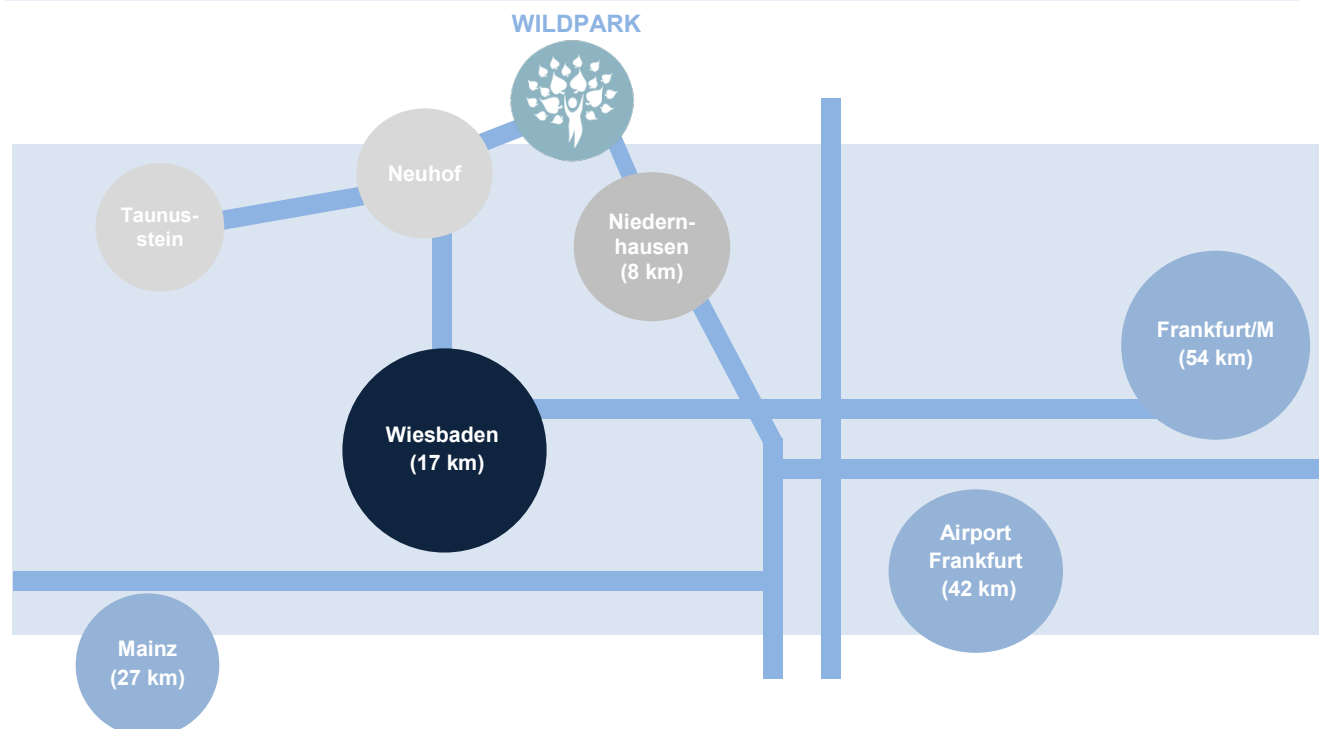 WILDPARK
Neuhof
Taunus-
stein
Niedern-
hausen
(8 km)
Frankfurt/M
(54 km)
Wiesbaden
(17 km)
Airport
Frankfurt
(42 km)
Mainz
(27 km)